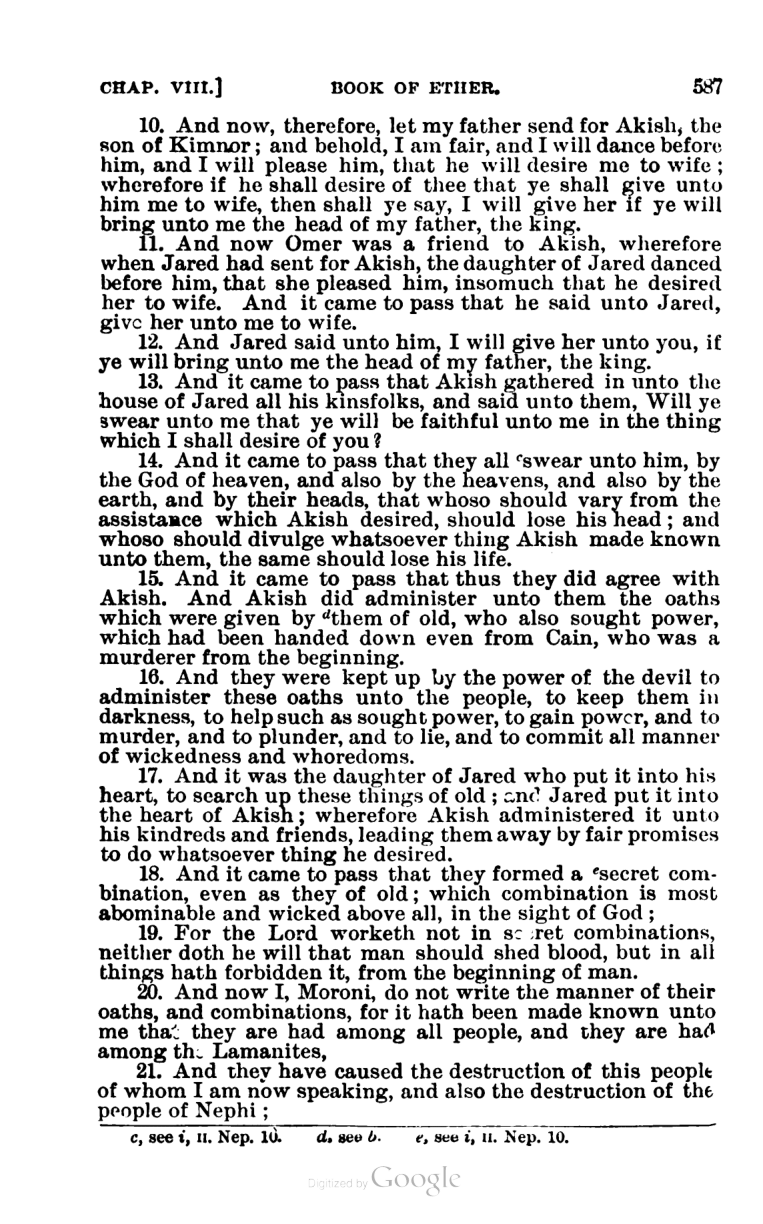 CHAP. VIII.] BOOK OF ETHER. 587
10. And now, therefore, let my father send for Akish, the
son of Kimnor; and behold, I am fair, and I will dance before
him, and I will please him, that he will desire me to wife;
wherefore if he shall desire of thee that ye shall give unto
him me to wife, then shall ye say, I will give her if ye will
bring unto me the head of my father, the king.
11. And now Omer was a friend to Akish, wherefore
when Jared had sent for Akish, the daughter of Jared danced
before him, that she pleased him, insomuch that he desired
her to wife. And it came to pass that he said unto Jared,
give her unto me to wife.
12. And Jared said unto him, I will give her unto you, if
ye will bring unto me the head of my father, the king.
13. And it came to pass that Akish gathered in unto the
house of Jared all his kinsfolks, and said unto them, Will ye
swear unto me that ye will be faithful unto me in the thing
which I shall desire of you?
14. And it came to pass that they all cswear unto him, by
the God of heaven, and also by the heavens, and also by the
earth, and by their heads, that whoso should vary from the
assistance which Akish desired, should lose his head; and
whoso should divulge whatsoever thing Akish made known
unto them, the same should lose his life.
15. And it came to pass that thus they did agree with
Akish. And Akish did administer unto them the oaths
which were given by dthem of old, who also sought power,
which had been handed down even from Cain, who was a
murderer from the beginning.
16. And they were kept up by the power of the devil to
administer these oaths unto the people, to keep them in
darkness, to help such as sought power, to gain power, and to
murder, and to plunder, and to lie, and to commit all manner
of wickedness and whoredoms.
17. And it was the daughter of Jared who put it into his
heart, to search up these things of old; and Jared put it into
the heart of Akish; wherefore Akish administered it unto
his kindreds and friends, leading them away by fair promises
to do whatsoever thing he desired.
18. And it came to pass that they formed a esecret com-
bination, even as they of old; which combination is most
abominable and wicked above all, in the sight of God;
19. For the Lord worketh not in secret combinations,
neither doth he will that man should shed blood, but in all
things hath forbidden it, from the beginning of man.
20. And now I, Moroni, do not write the manner of their
oaths, and combinations, for it hath been made known unto
me that they are had among all people, and they are had
among the Lamanites,
21. And they have caused the destruction of this people
of whom I am now speaking, and also the destruction of the
people of Nephi;
c, see i, II. Nep. 10. d, see b. e, see i, II. Nep. 10.
Digitized by Google